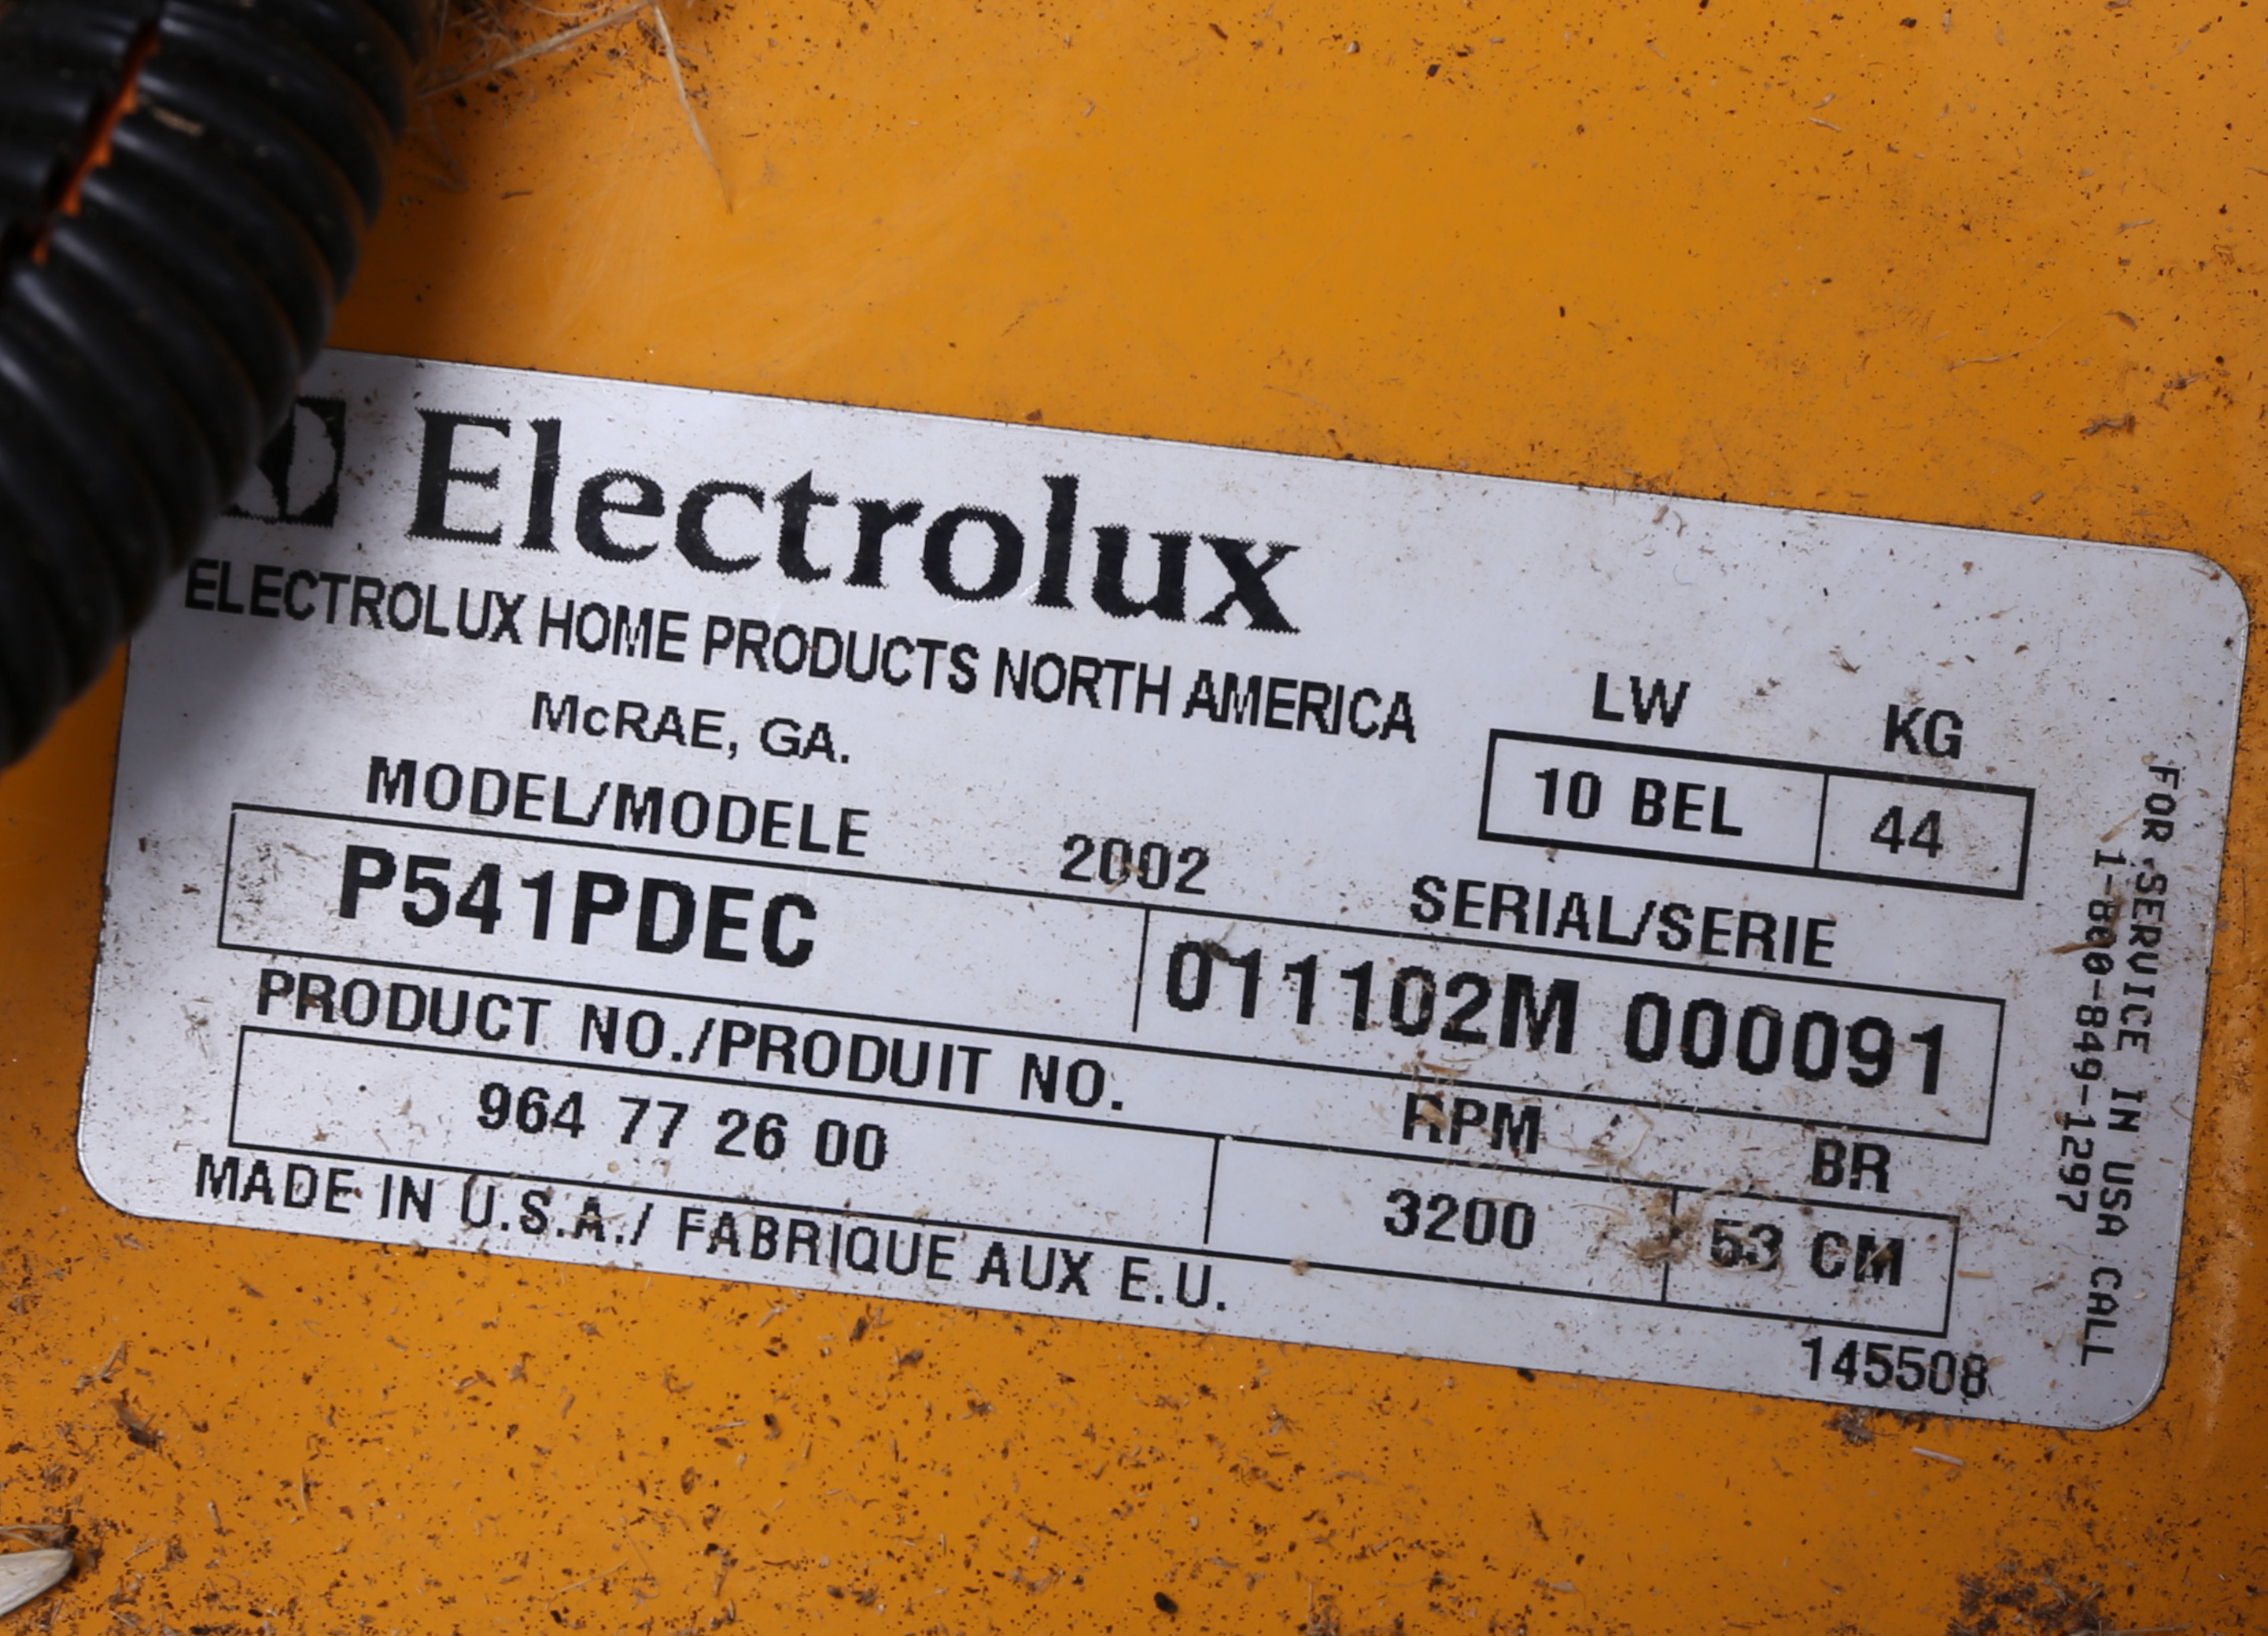 Electrolux
ELECTROLUX HOME PRODUCTS NORTH AMERICA
McRAE, GA.
LW KG
10 BEL 44
MODEL/MODELE 2002 SERIAL/SERIE
P541PDEC 011102M 000091
PRODUCT NO./PRODUIT NO. RPM BR
964 77 26 00 3200 53 CM
MADE IN U.S.A./ FABRIQUE AUX E.U.
145508
FOR SERVICE IN USA CALL
1-800-849-1297